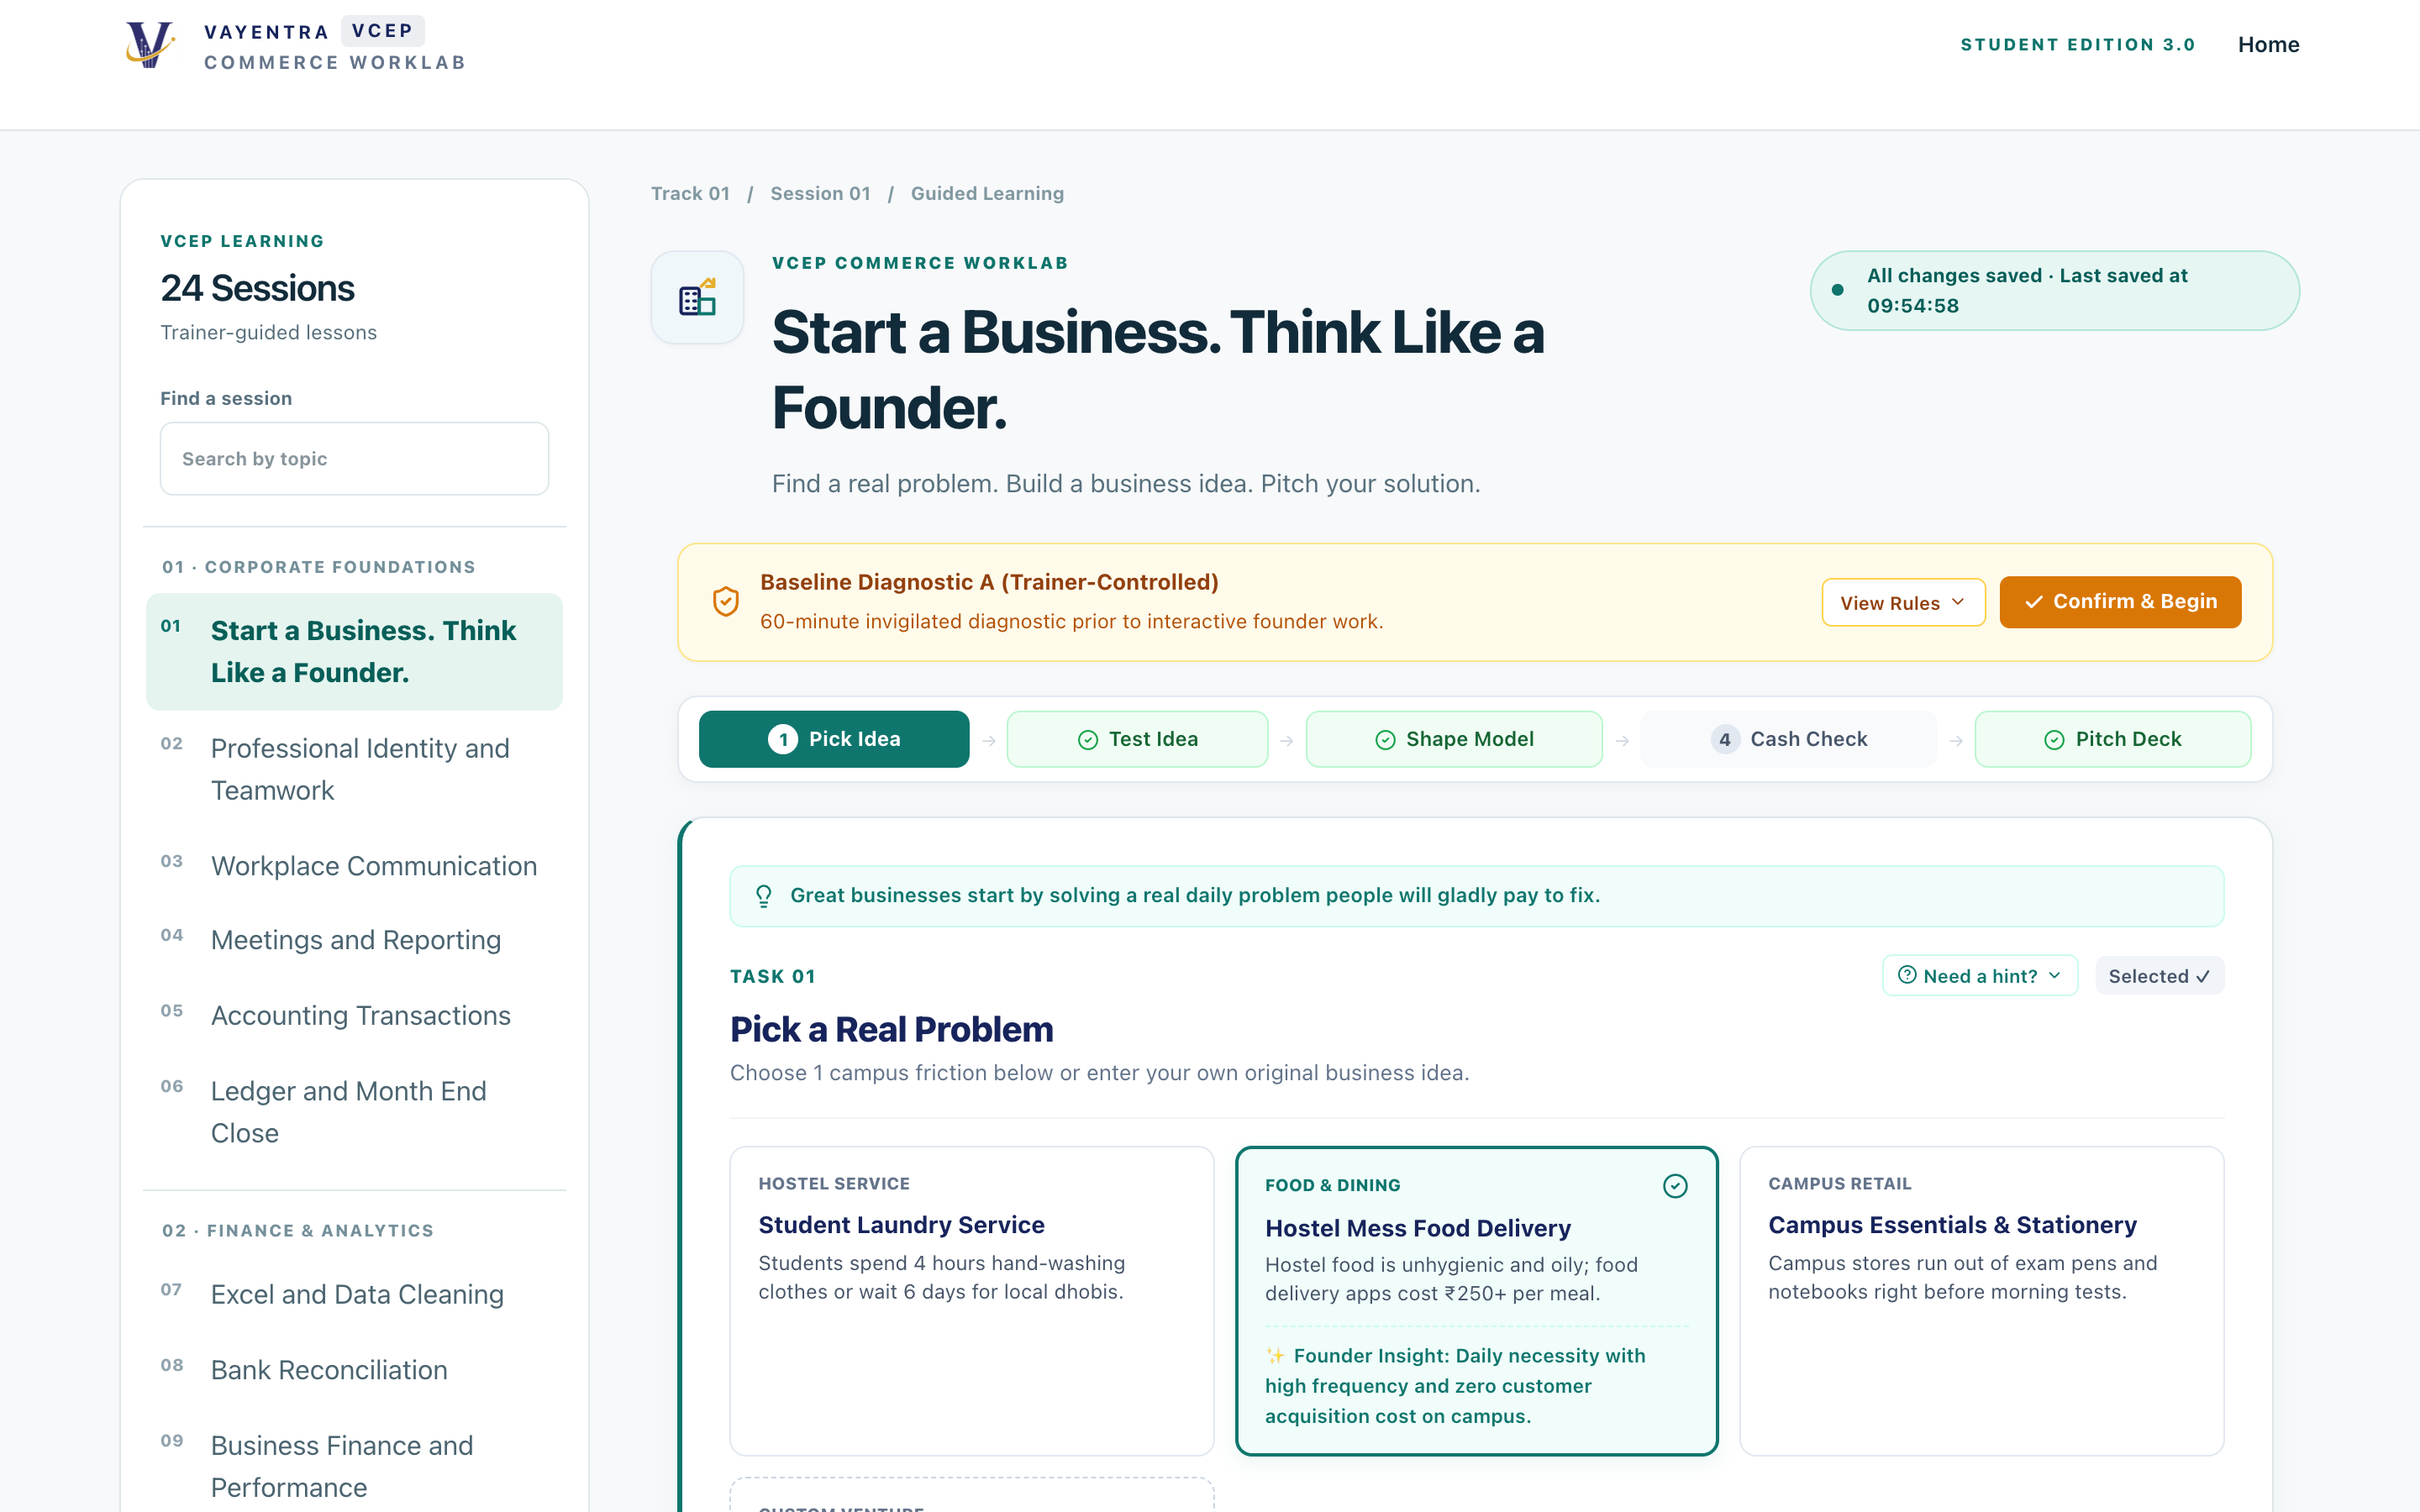 VAYENTRA VCEP
COMMERCE WORKLAB
STUDENT EDITION 3.0
Home
VCEP LEARNING
24 Sessions
Trainer-guided lessons
Find a session
Search by topic
01 · CORPORATE FOUNDATIONS
01 Start a Business. Think
Like a Founder.
02 Professional Identity and
Teamwork
03 Workplace Communication
04 Meetings and Reporting
05 Accounting Transactions
06 Ledger and Month End
Close
02 · FINANCE & ANALYTICS
07 Excel and Data Cleaning
08 Bank Reconciliation
09 Business Finance and
Performance
Track 01 / Session 01 / Guided Learning
VCEP COMMERCE WORKLAB
Start a Business. Think Like a
Founder.
Find a real problem. Build a business idea. Pitch your solution.
All changes saved · Last saved at
09:54:58
Baseline Diagnostic A (Trainer-Controlled)
60-minute invigilated diagnostic prior to interactive founder work.
View Rules
Confirm & Begin
1 Pick Idea → Test Idea → Shape Model → 4 Cash Check → Pitch Deck
Great businesses start by solving a real daily problem people will gladly pay to fix.
TASK 01
Need a hint?
Selected ✓
Pick a Real Problem
Choose 1 campus friction below or enter your own original business idea.
HOSTEL SERVICE
Student Laundry Service
Students spend 4 hours hand-washing
clothes or wait 6 days for local dhobis.
FOOD & DINING
Hostel Mess Food Delivery
Hostel food is unhygienic and oily; food
delivery apps cost ₹250+ per meal.
✨ Founder Insight: Daily necessity with
high frequency and zero customer
acquisition cost on campus.
CAMPUS RETAIL
Campus Essentials & Stationery
Campus stores run out of exam pens and
notebooks right before morning tests.
CUSTOM VENTURE